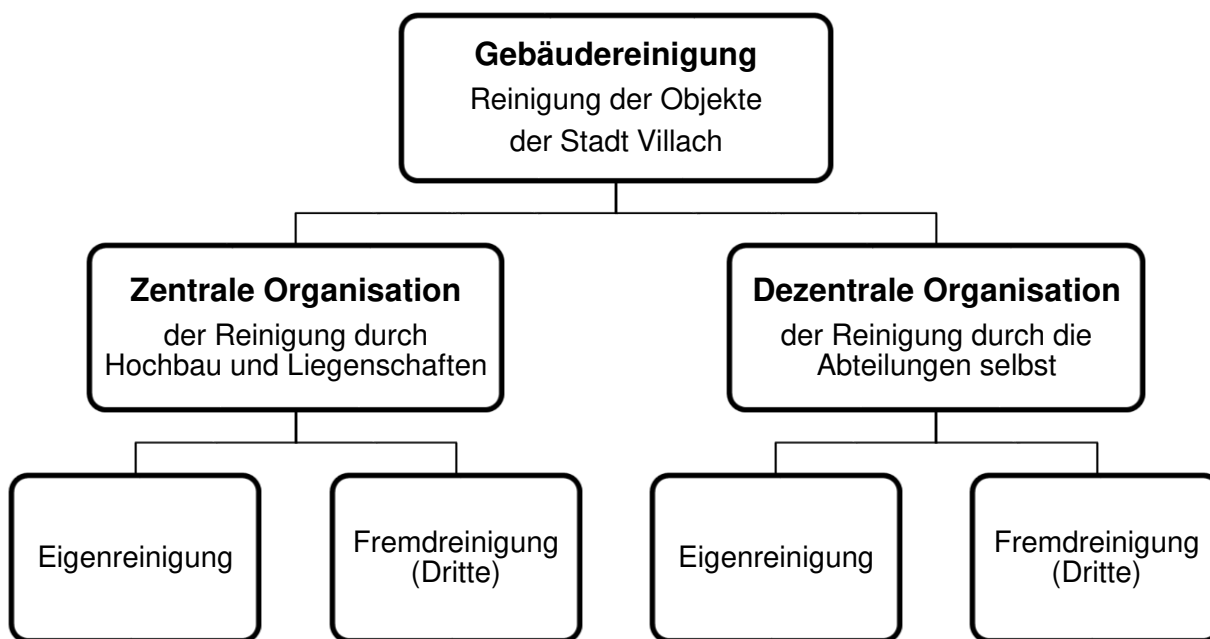 Gebäudereinigung
Reinigung der Objekte
der Stadt Villach
Zentrale Organisation
der Reinigung durch
Hochbau und Liegenschaften
Dezentrale Organisation
der Reinigung durch die
Abteilungen selbst
Eigenreinigung
Fremdreinigung
(Dritte)
Eigenreinigung
Fremdreinigung
(Dritte)